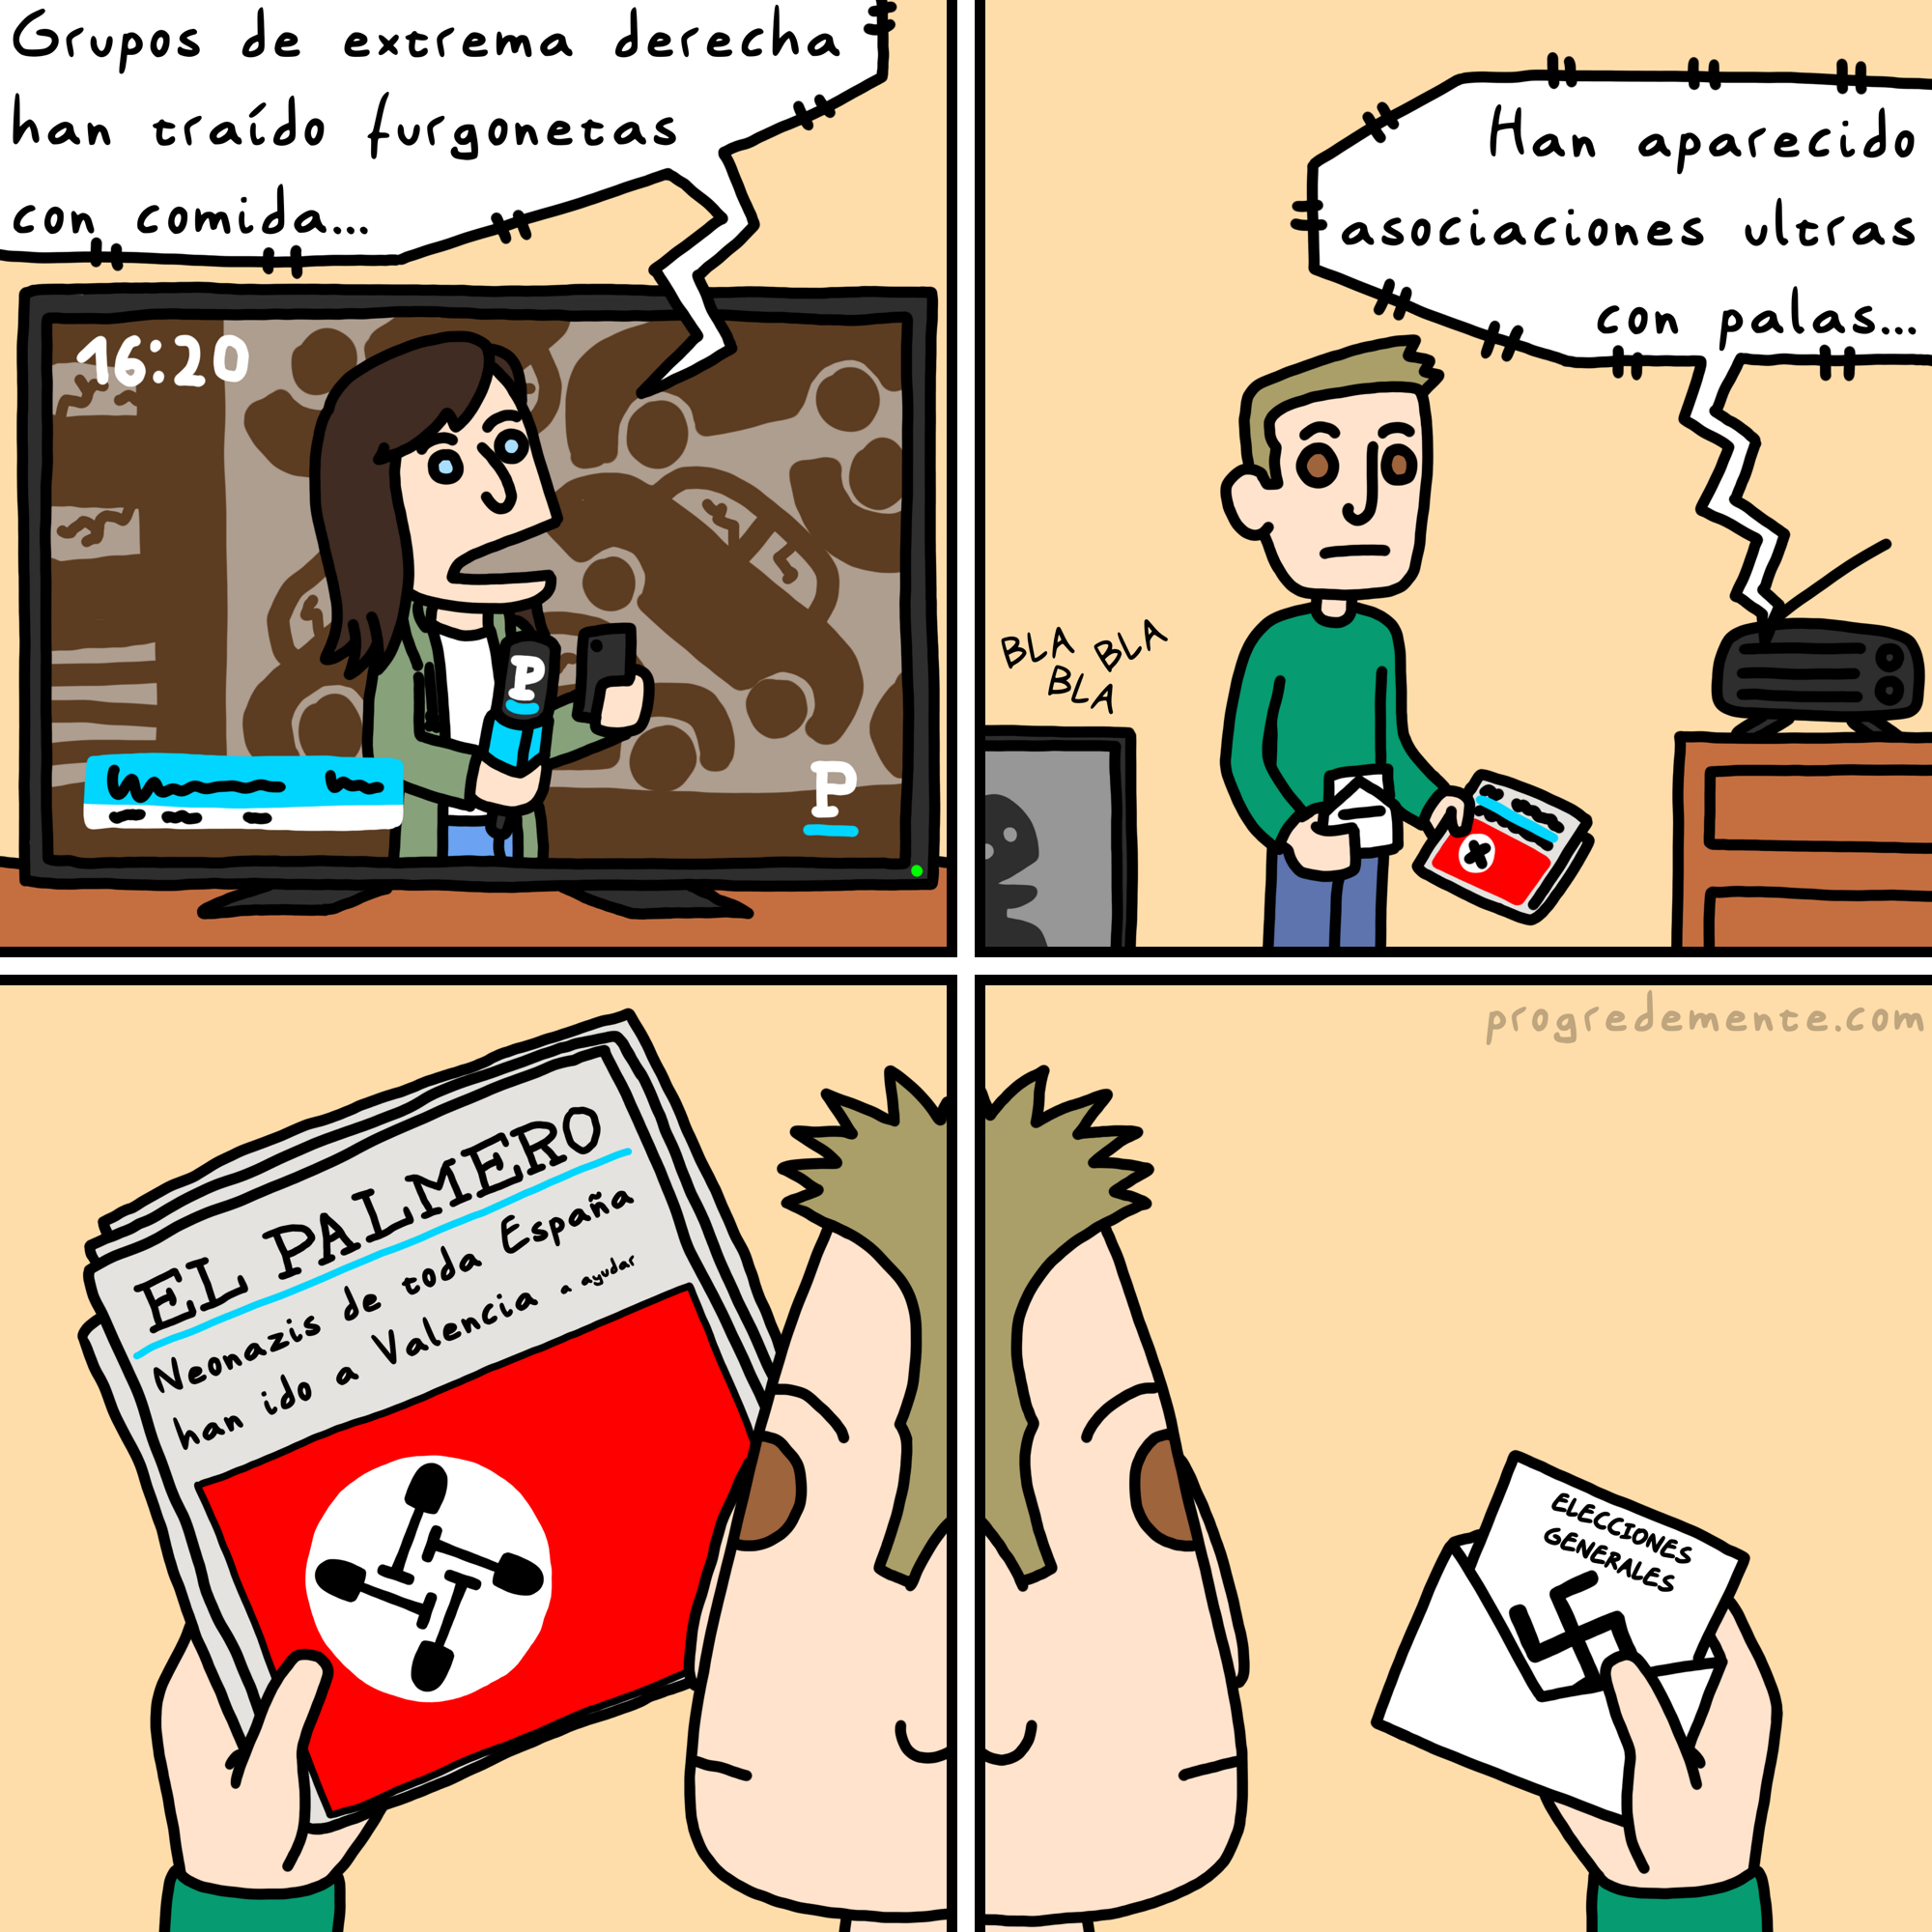 Grupos de extrema derecha
han traído furgonetas
con comida...
16:20
P
P
Han aparecido
asociaciones ultras
con palas...
BLA BLA
BLA
EL PALMERO
Neonazis de toda España
han ido a Valencia a ayudar
progredemente.com
ELECCIONES
GENERALES